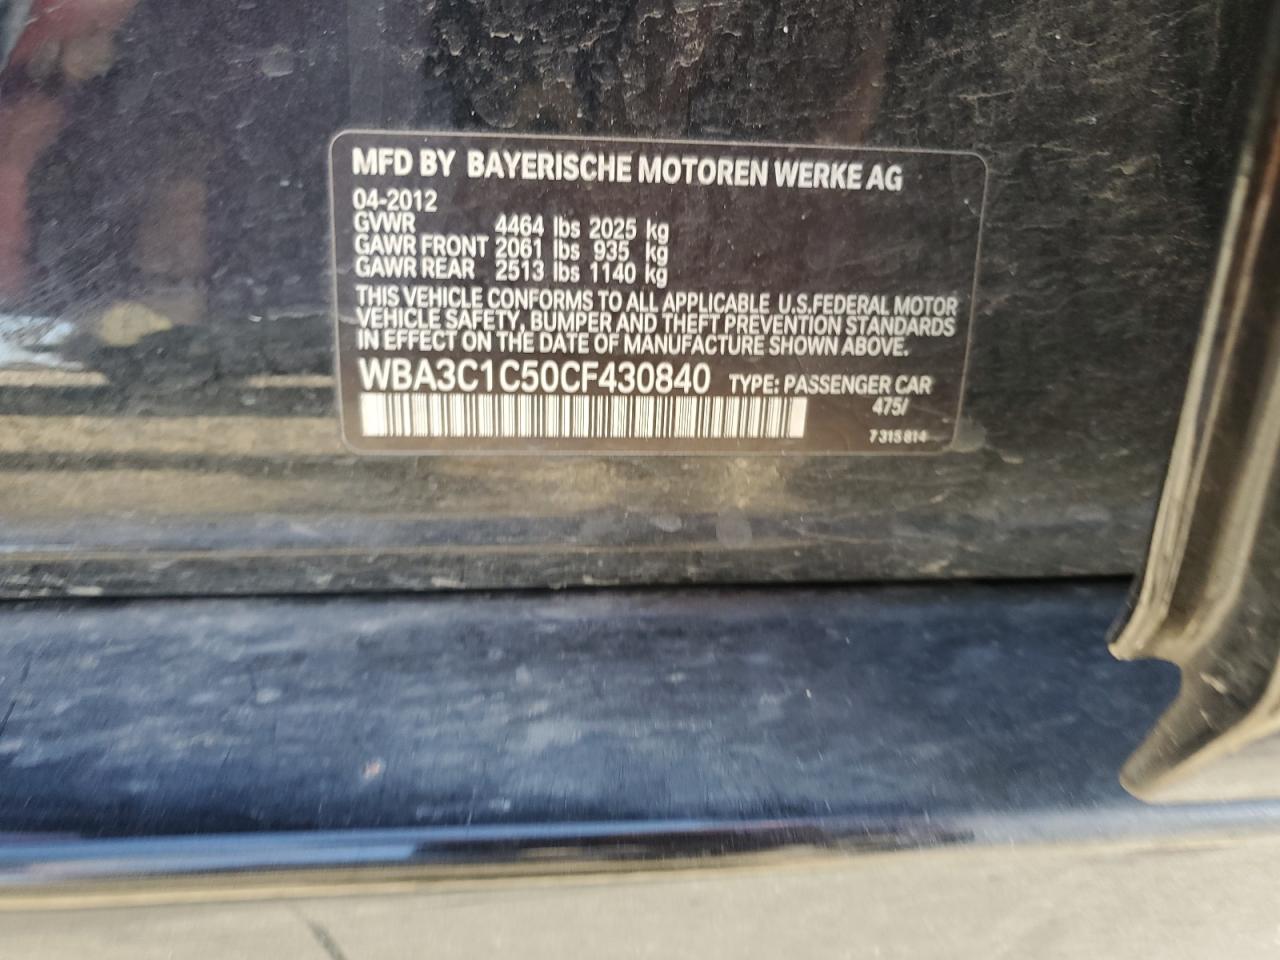 MFD BY BAYERISCHE MOTOREN WERKE AG
04-2012
GVWR 4464 lbs 2025 kg
GAWR FRONT 2061 lbs 935 kg
GAWR REAR 2513 lbs 1140 kg
THIS VEHICLE CONFORMS TO ALL APPLICABLE U.S.FEDERAL MOTOR
VEHICLE SAFETY, BUMPER AND THEFT PREVENTION STANDARDS
IN EFFECT ON THE DATE OF MANUFACTURE SHOWN ABOVE.
WBA3C1C50CF430840 TYPE: PASSENGER CAR
475/
7 315 814